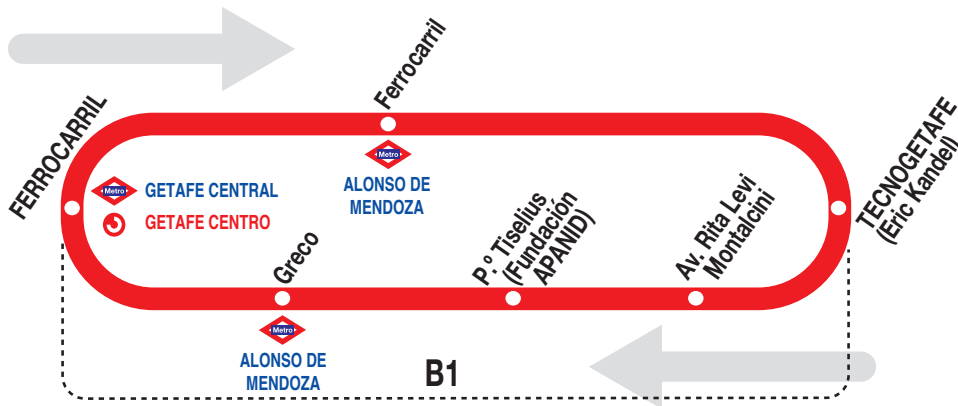 Ferrocarril
Metro
ALONSO DE
MENDOZA
FERROCARRIL
Metro
GETAFE CENTRAL
GETAFE CENTRO
TECNOGETAFE
(Eric Kandell)
Greco
Metro
ALONSO DE
MENDOZA
P.º Tiselius
(Fundación
APANID)
Av. Rita Levi
Montalcini
B1